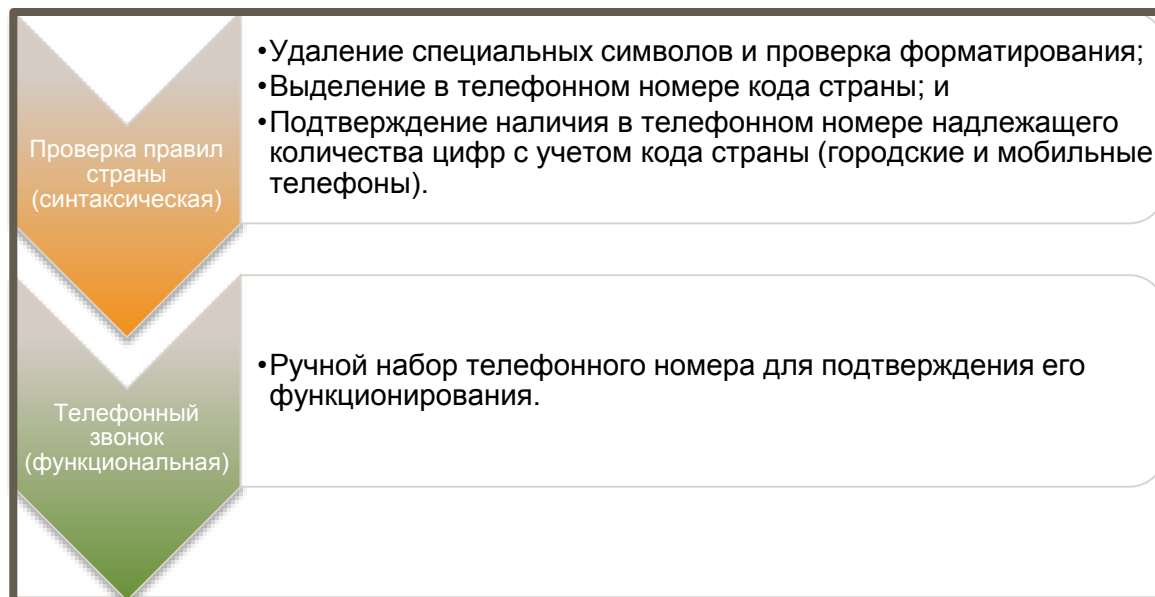 Проверка правил
страны
(синтаксическая)
•Удаление специальных символов и проверка форматирования;
•Выделение в телефонном номере кода страны; и
•Подтверждение наличия в телефонном номере надлежащего
количества цифр с учетом кода страны (городские и мобильные
телефоны).
Телефонный
звонок
(функциональная)
•Ручной набор телефонного номера для подтверждения его
функционирования.